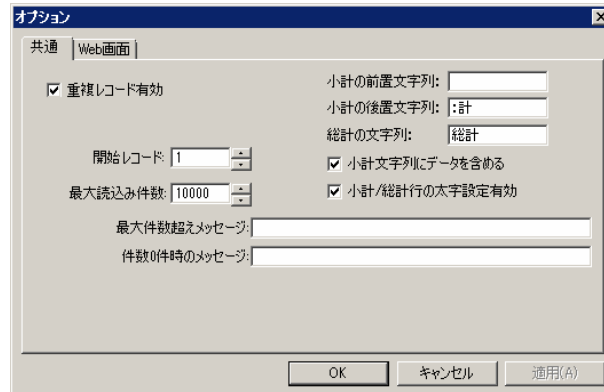 オプション
共通 Web画面
重複レコード有効
小計の前置文字列:
小計の後置文字列: :計
総計の文字列: 総計
開始レコード: 1
小計文字列にデータを含める
最大読込み件数: 10000
小計/総計行の太字設定有効
最大件数超えメッセージ:
件数0件時のメッセージ:
OK キャンセル 適用(A)